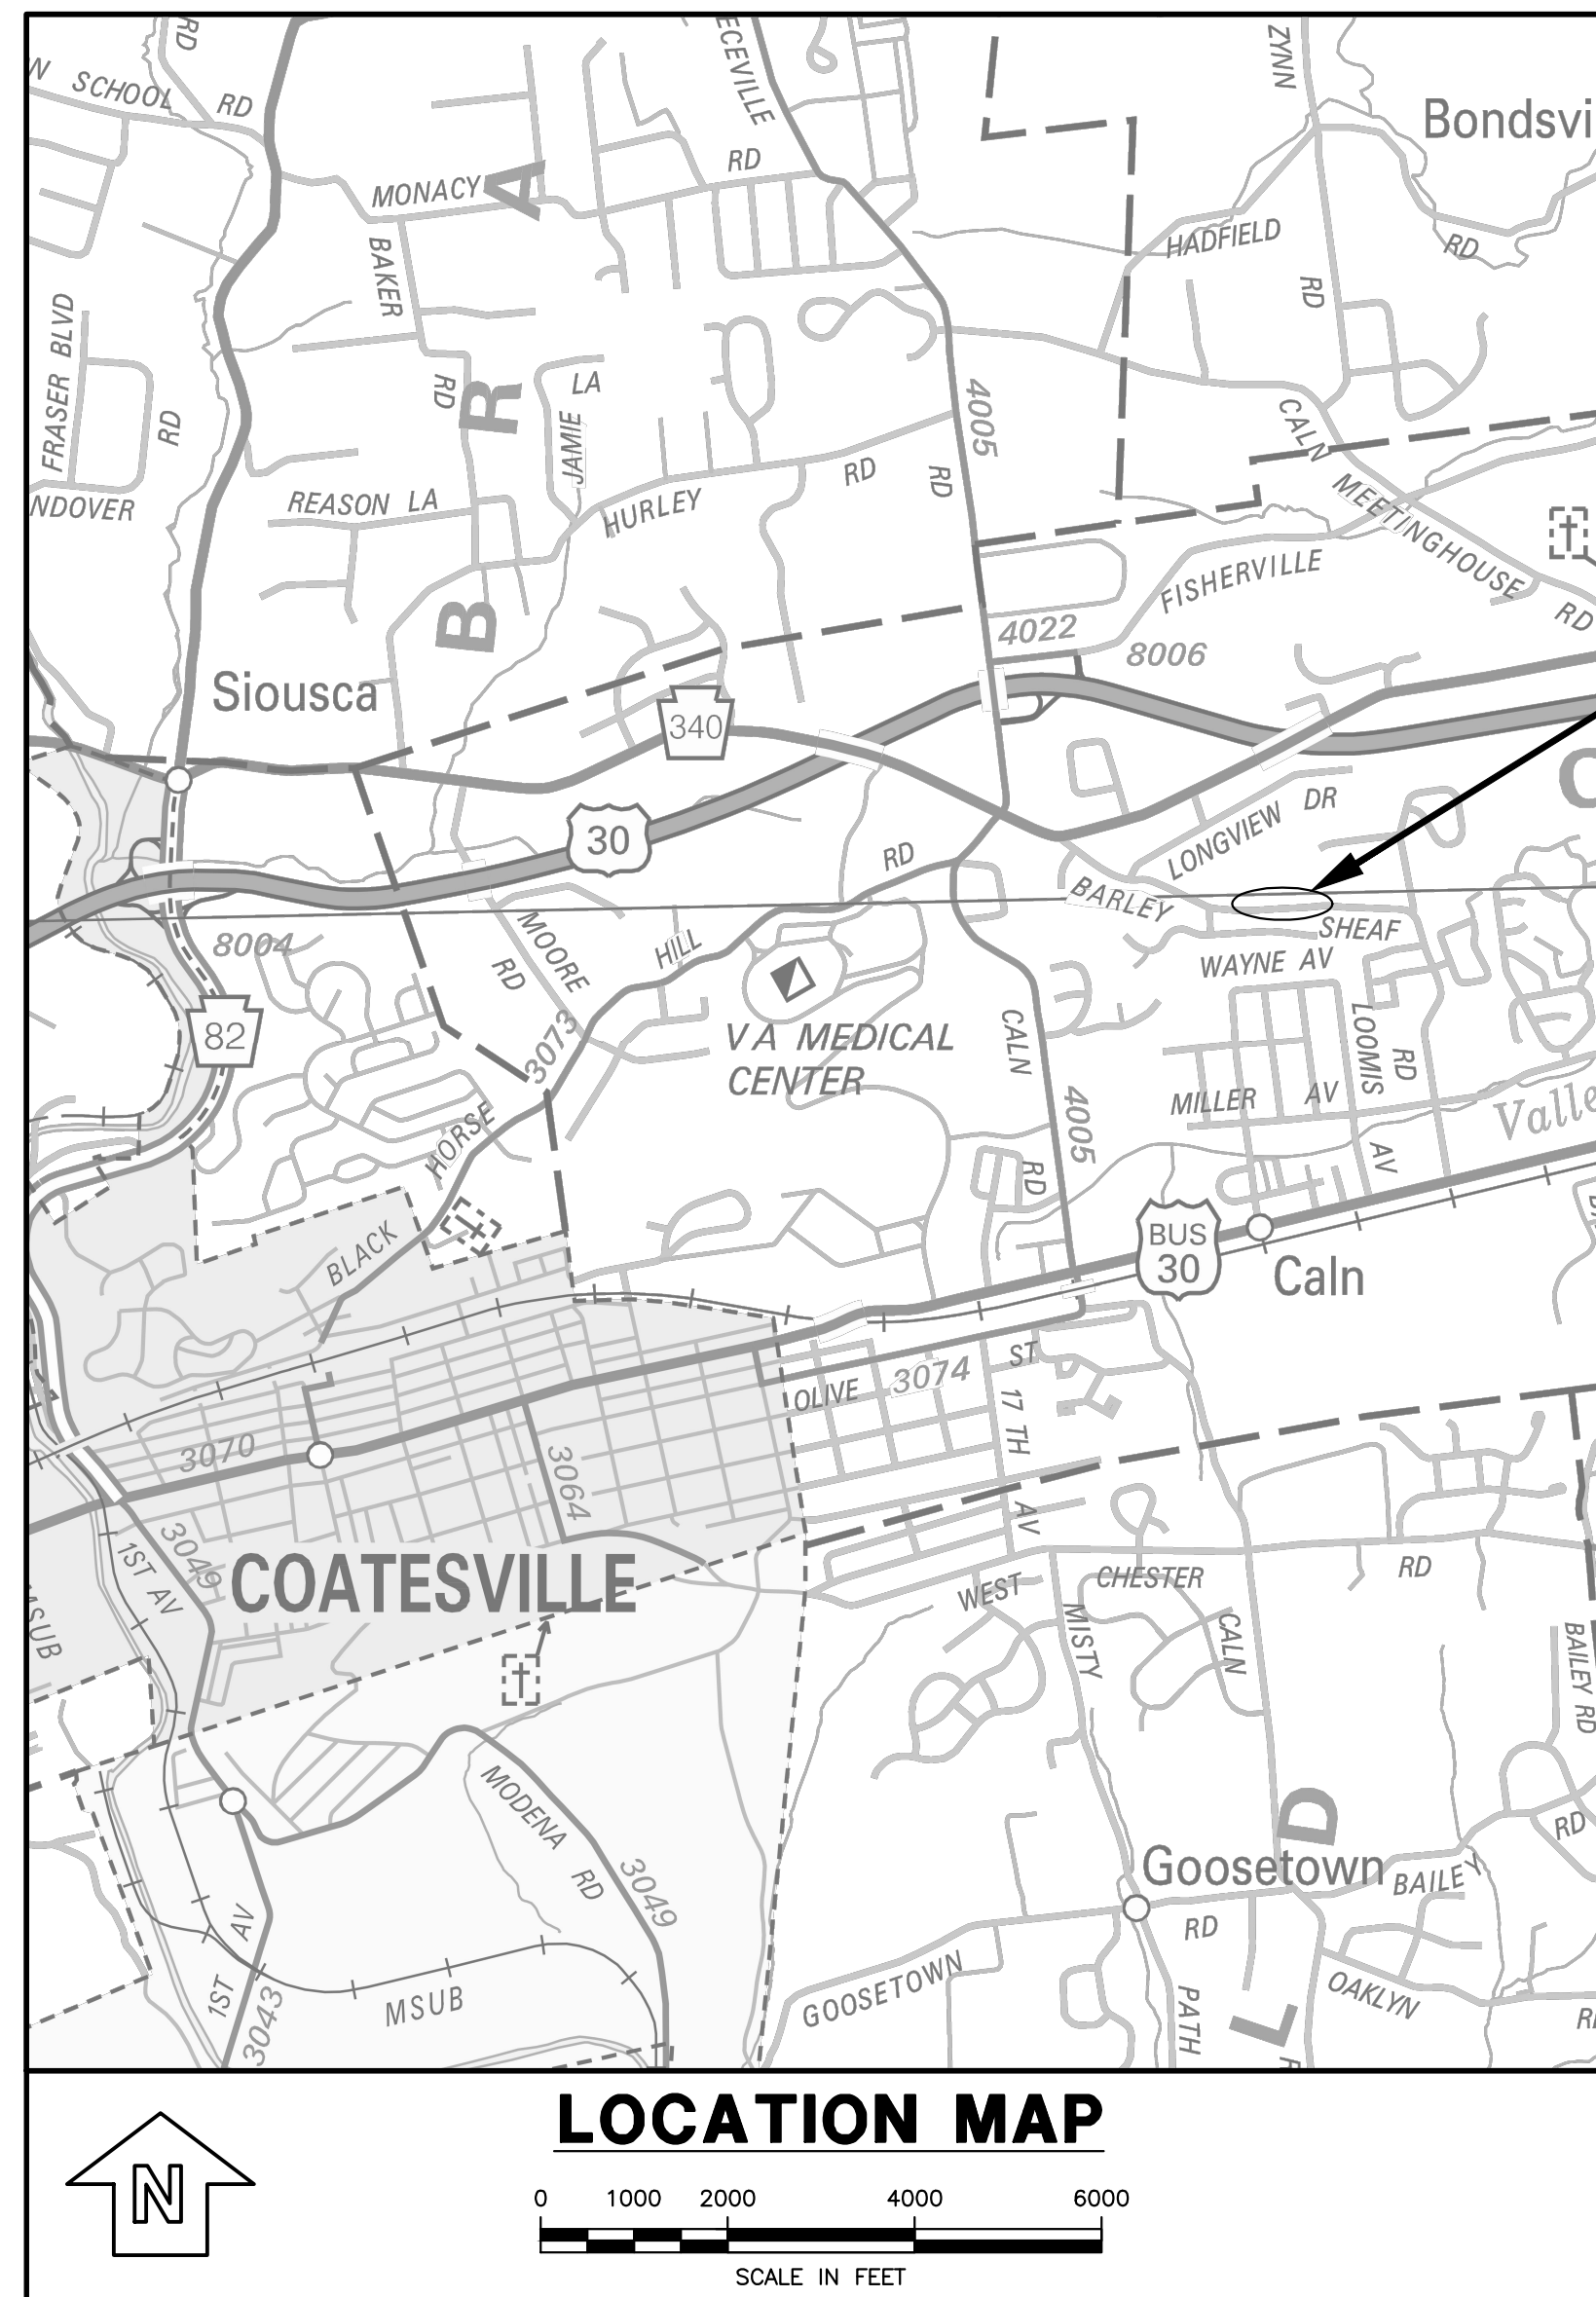 RD
ECEVILLE
ZYNN
N SCHOOL RD
Bondsvi
RD
MONACY
A
HADFIELD
RD
BAKER
RD
FRASER BLVD
RD
R
RD
LA
JAMIE
4005
CALN
RD
RD
NDOVER
REASON LA
HURLEY
MEETINGHOUSE
RD
FISHERVILLE
B
4022
8006
Siousca
340
30
LONGVIEW DR
RD
BARLEY
SHEAF
8004
MOORE
RD
HILL
WAYNE AV
82
3073
VA MEDICAL
CENTER
CALN
LOOMIS
RD
MILLER AV
Valle
HORSE
4005
AV
RD
BLACK
BUS
30
Caln
ST
OLIVE
3074
17 TH
3070
3064
AV
3049
1ST AV
COATESVILLE
WEST
CHESTER
RD
MSUB
MISTY
CALN
BAILEY RD
MODENA
RD
3049
D
RD
Goosetown
BAILEY
RD
AV
1ST
3043
MSUB
GOOSETOWN
PATH
L
OAKLYN
LOCATION MAP
N
0 1000 2000 4000 6000
SCALE IN FEET